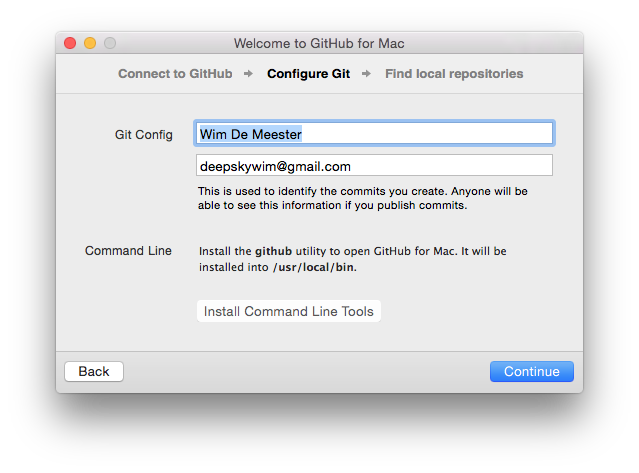 Welcome to GitHub for Mac
Connect to GitHub → Configure Git → Find local repositories
Git Config
Wim De Meester
deepskywim@gmail.com
This is used to identify the commits you create. Anyone will be
able to see this information if you publish commits.
Command Line
Install the github utility to open GitHub for Mac. It will be
installed into /usr/local/bin.
Install Command Line Tools
Back
Continue